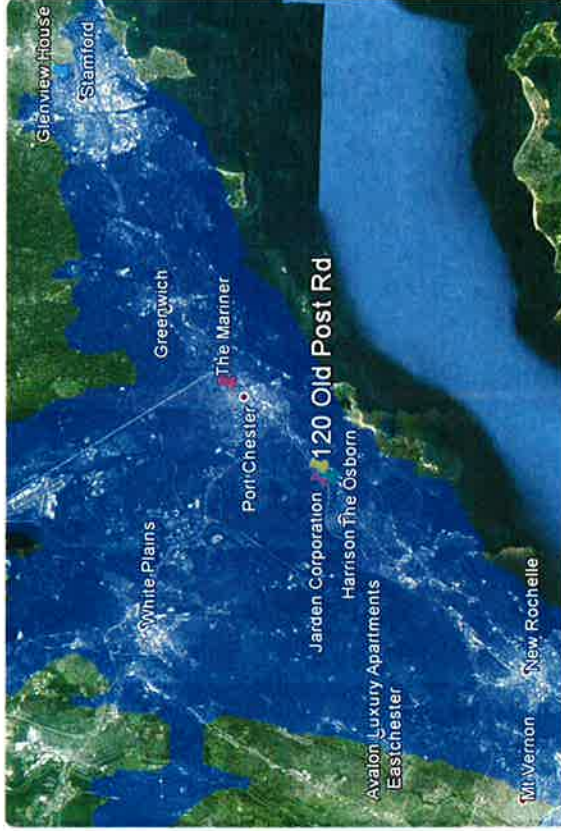 Glenview House
Stamford
Greenwich
The Mariner
Port Chester
White Plains
120 Old Post Rd
Jarden Corporation
Harrison The Osborn
Avalon Luxury Apartments
Eastchester
New Rochelle
Mt Vernon